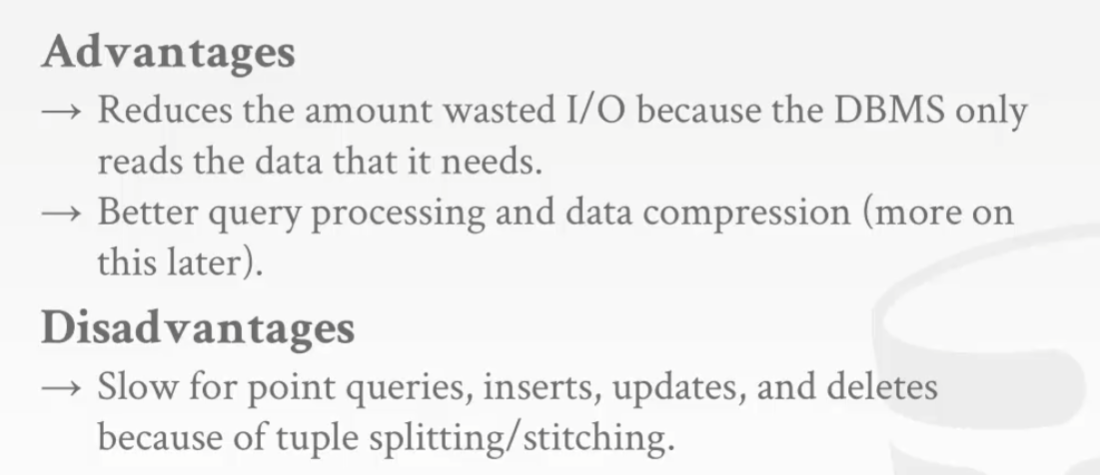 Advantages
→ Reduces the amount wasted I/O because the DBMS only
reads the data that it needs.
→ Better query processing and data compression (more on
this later).
Disadvantages
→ Slow for point queries, inserts, updates, and deletes
because of tuple splitting/stitching.